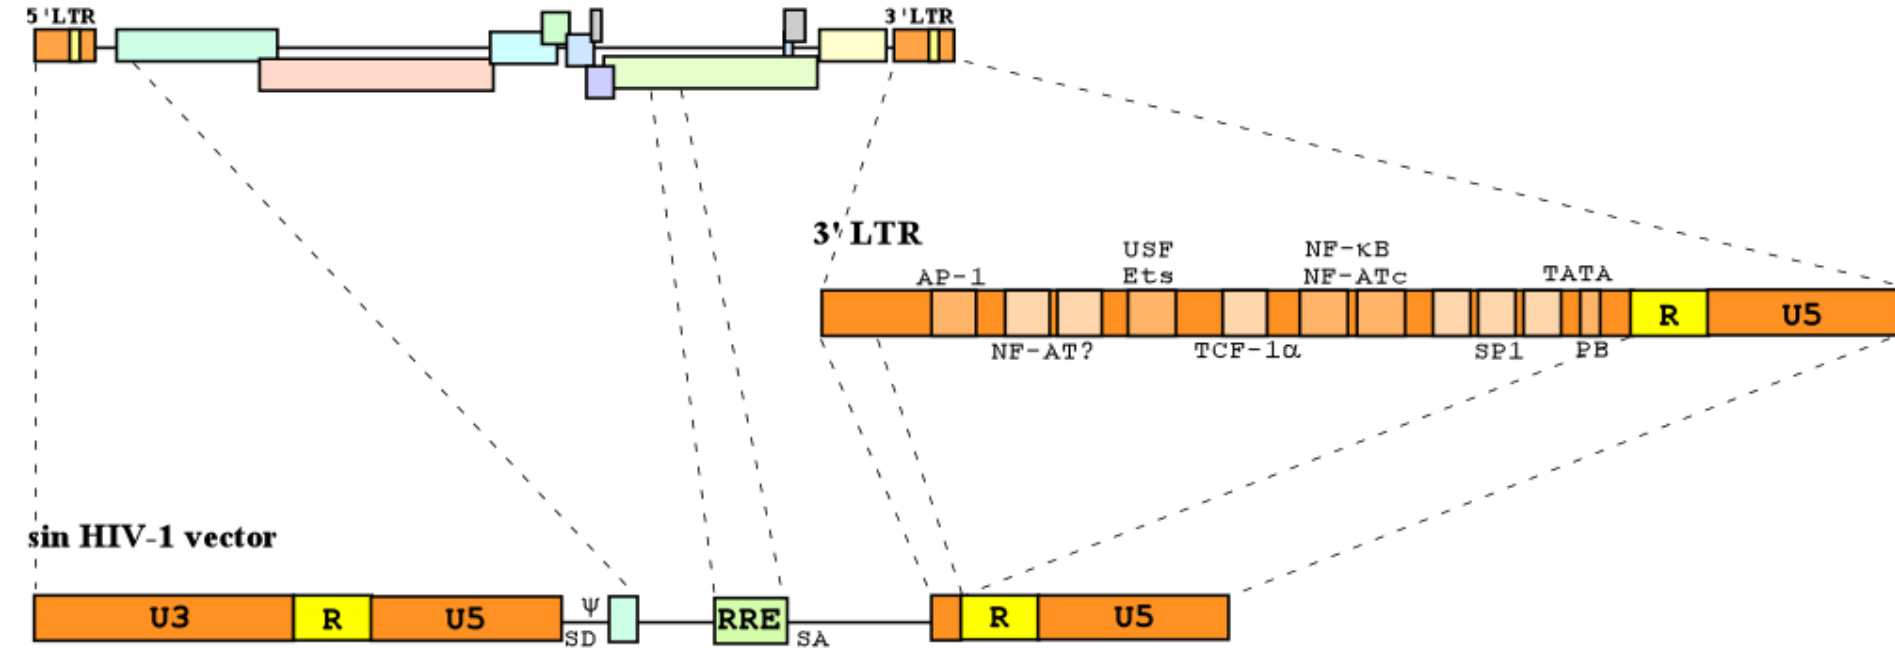 5'LTR
3'LTR
3' LTR
USF
NF-κB
AP-1
Ets
NF-ATc
TATA
R
U5
NF-AT?
TCF-1α
SP1
PB
sin HIV-1 vector
U3
R
U5
Ψ
SD
RRE
SA
R
U5